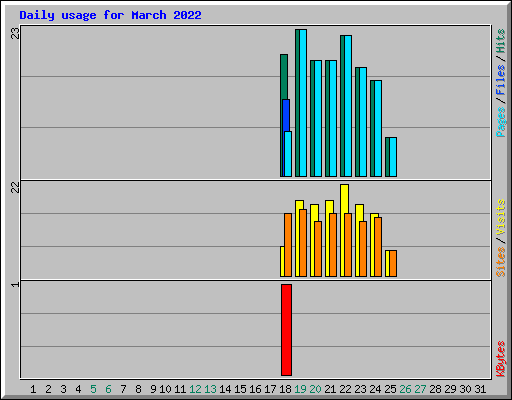 Daily usage for March 2022
23
22
1
Pages / Files / Hits
Sites / Visits
KBytes
1 2 3 4 5 6 7 8 9 10 11 12 13 14 15 16 17 18 19 20 21 22 23 24 25 26 27 28 29 30 31